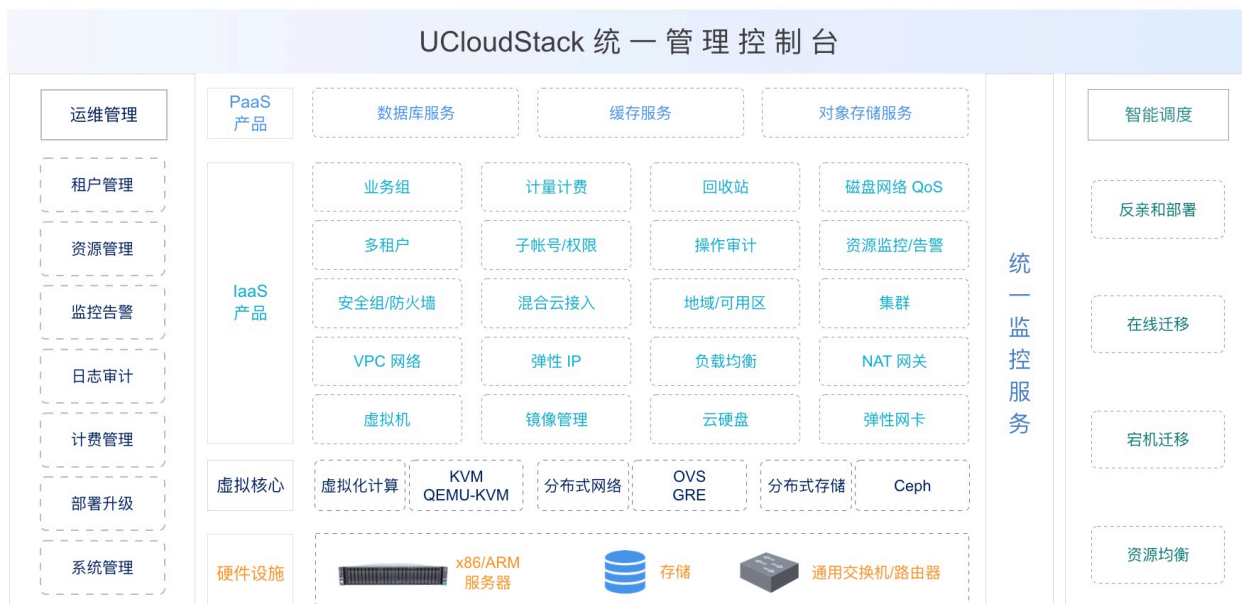 UCloudStack 统一管理控制台
运维管理
租户管理
资源管理
监控告警
日志审计
计费管理
部署升级
系统管理
PaaS
产品
数据库服务
缓存服务
对象存储服务
IaaS
产品
业务组
计量计费
回收站
磁盘网络 QoS
多租户
子帐号/权限
操作审计
资源监控/告警
安全组/防火墙
混合云接入
地域/可用区
集群
VPC 网络
弹性 IP
负载均衡
NAT 网关
虚拟机
镜像管理
云硬盘
弹性网卡
虚拟核心
虚拟化计算
KVM
QEMU-KVM
分布式网络
OVS
GRE
分布式存储
Ceph
硬件设施
x86/ARM
服务器
存储
通用交换机/路由器
统一监控服务
智能调度
反亲和部署
在线迁移
宕机迁移
资源均衡